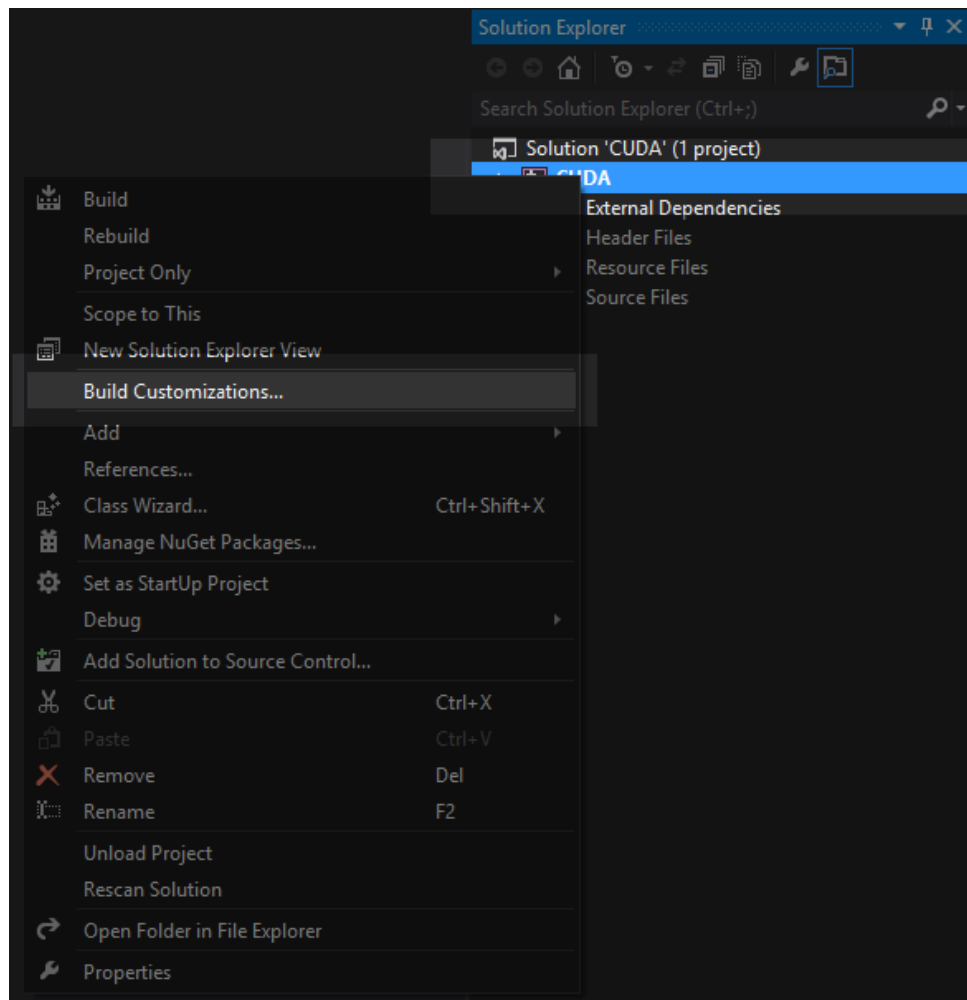 Solution Explorer
Search Solution Explorer (Ctrl+;)
Solution 'CUDA' (1 project)
CUDA
External Dependencies
Header Files
Resource Files
Source Files
Build
Rebuild
Project Only
Scope to This
New Solution Explorer View
Build Customizations...
Add
References...
Class Wizard... Ctrl+Shift+X
Manage NuGet Packages...
Set as StartUp Project
Debug
Add Solution to Source Control...
Cut Ctrl+X
Paste Ctrl+V
Remove Del
Rename F2
Unload Project
Rescan Solution
Open Folder in File Explorer
Properties